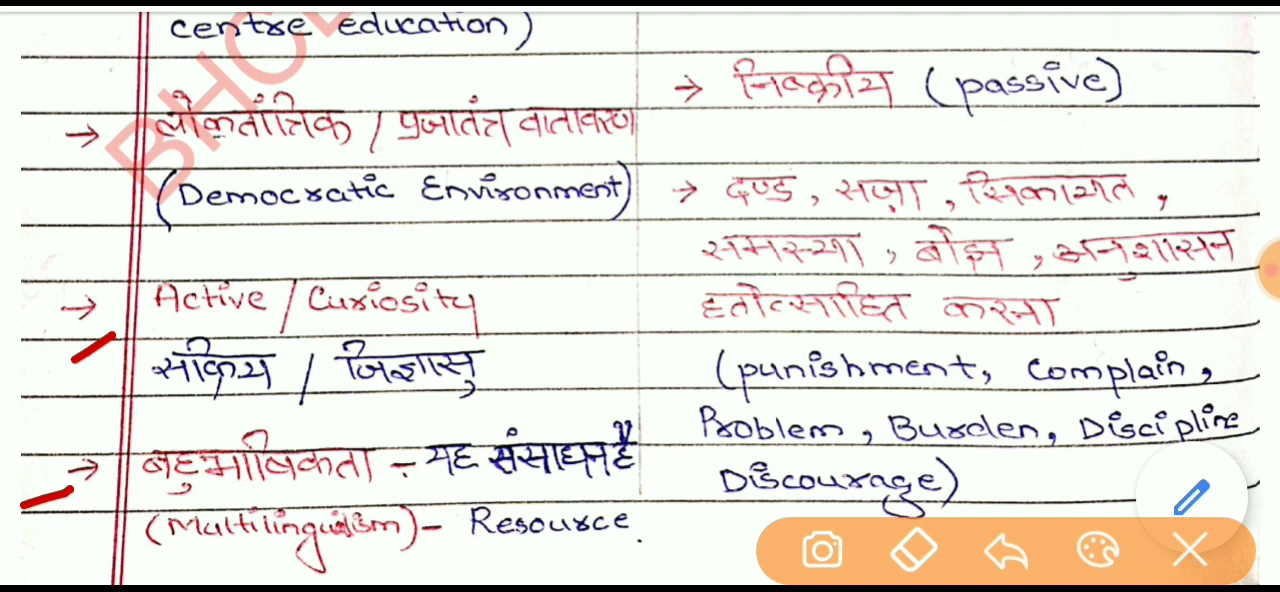 centre education)
→ लोकतांत्रिक / प्रजातंत्र वातावरण
(Democratic Environment)
→ Active / Curiosity
सक्रिय / जिज्ञासु
→ बहुभाषिकता - यह संसाधन है
(Multilingualism) - Resource.
→ निष्क्रीय (passive)
→ दण्ड, सज़ा, शिकायत,
समस्या, बोझ, अनुशासन
हतोत्साहित करना
(punishment, Complain,
Problem, Burden, Discipline
Discourage)